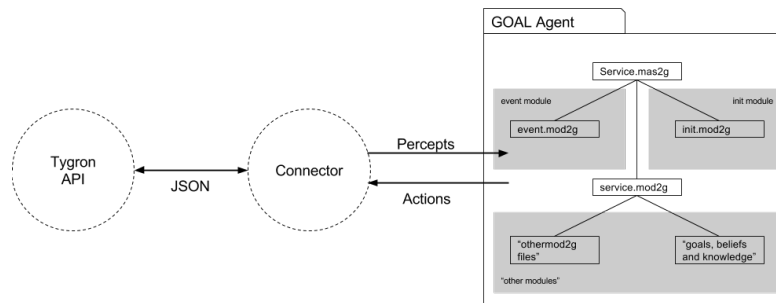 GOAL Agent
Service.mas2g
event module
init module
event.mod2g
init.mod2g
Percepts
Tygron
API
JSON
Connector
Actions
service.mod2g
“othermod2g
files”
“goals, beliefs
and knowledge”
“other modules”